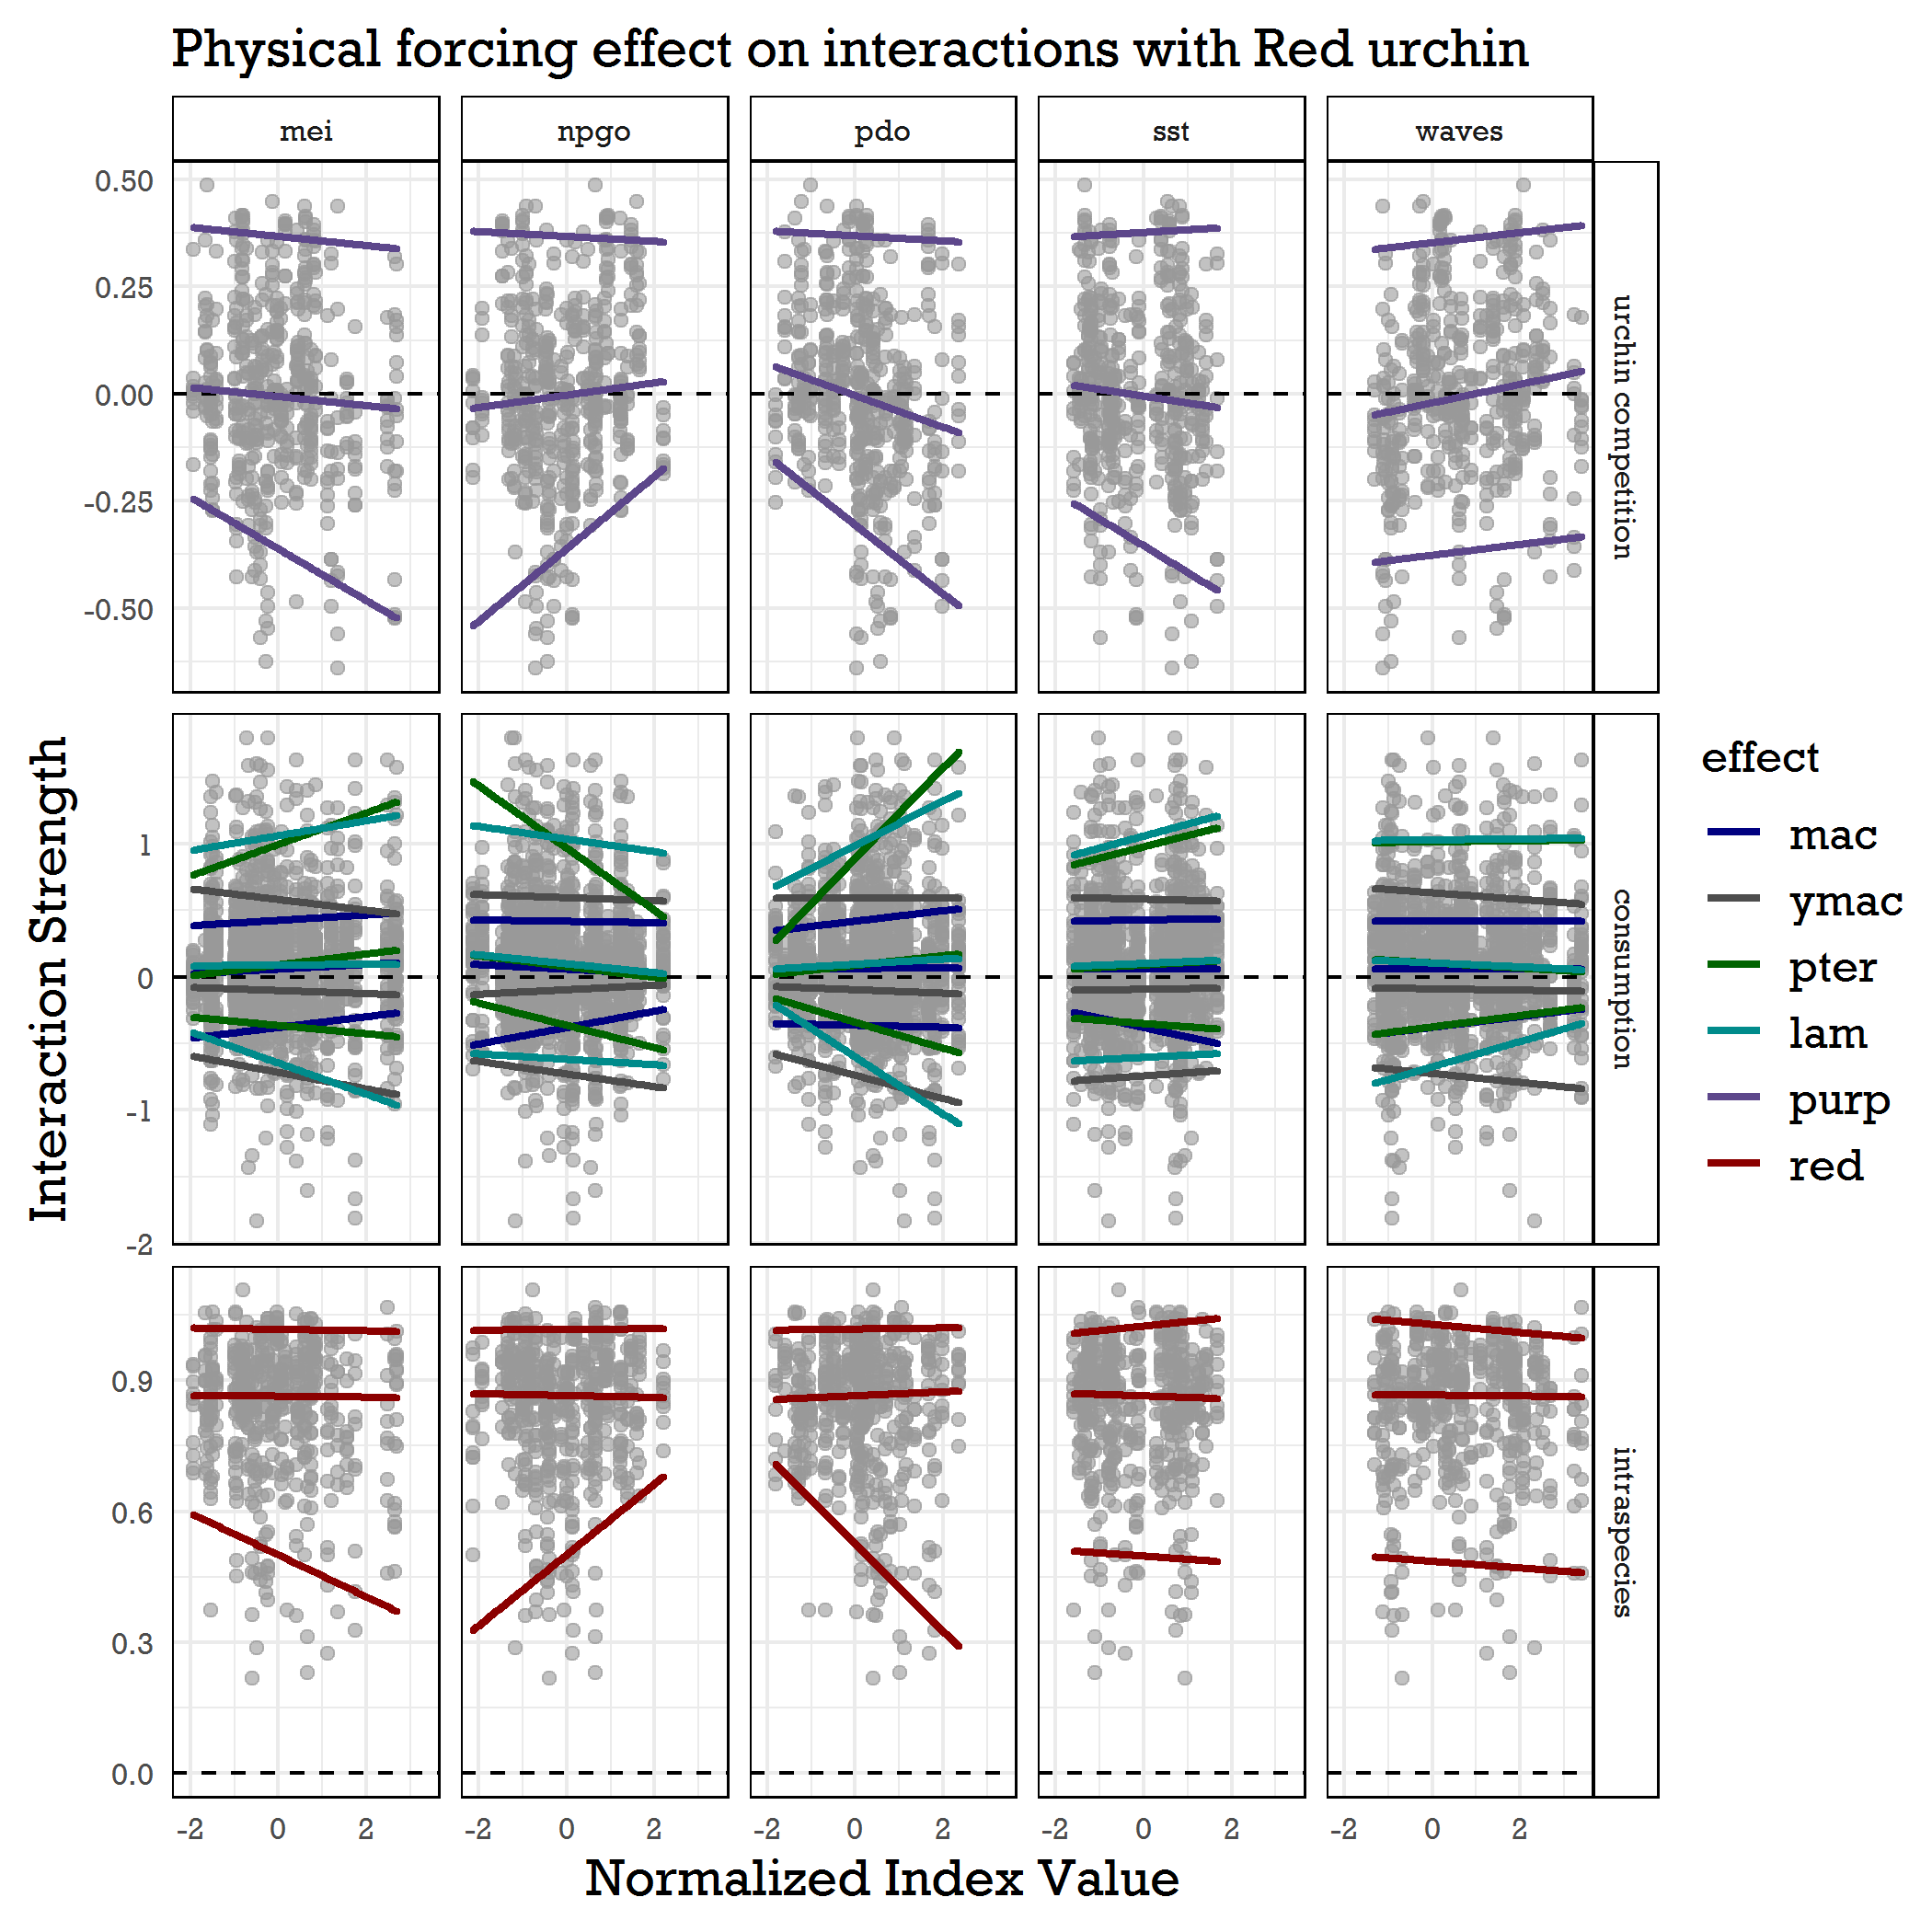 Physical forcing effect on interactions with Red urchin
mei npgo pdo sst waves
0.50
0.25
0.00
-0.25
-0.50
urchin competition
1
0
-1
-2
consumption
0.9
0.6
0.3
0.0
intraspecies
Interaction Strength
-2 0 2 -2 0 2 -2 0 2 -2 0 2 -2 0 2
Normalized Index Value
effect
mac
ymac
pter
lam
purp
red